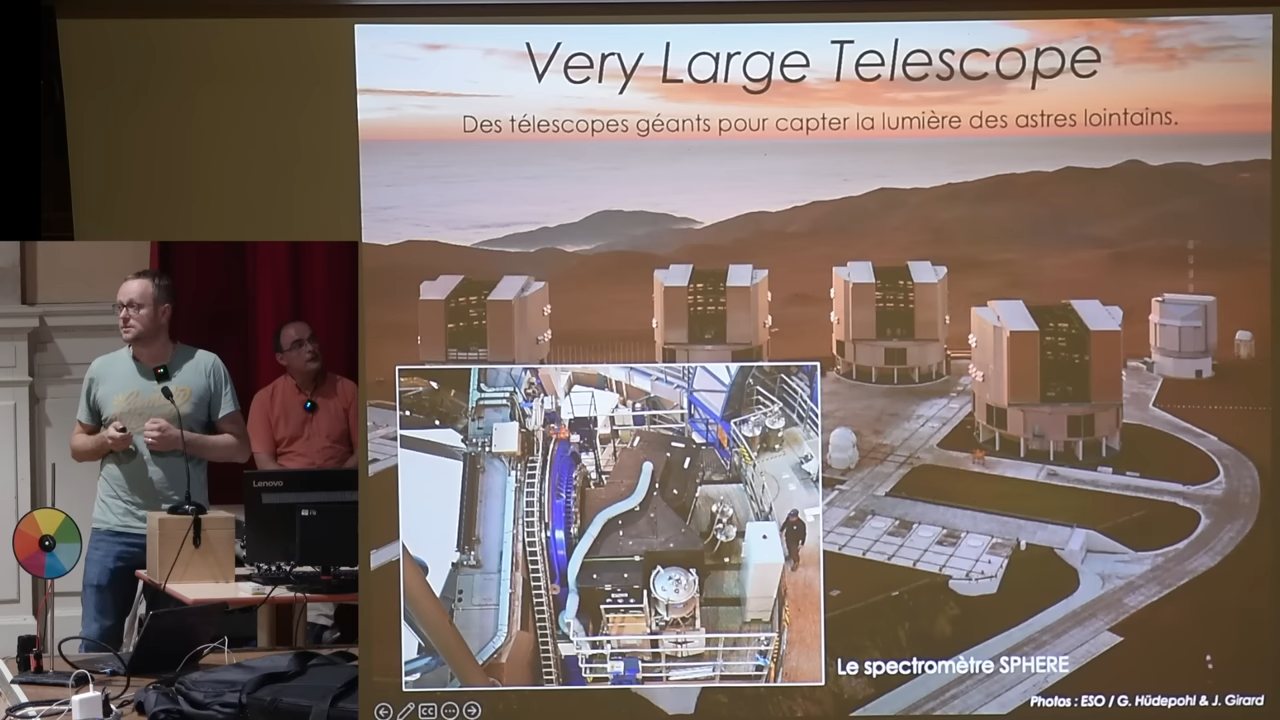 Very Large Telescope
Des télescopes géants pour capter la lumière des astres lointains.
Lenovo
Le spectromètre SPHERE
Photos : ESO / G. Hüdepohl & J. Girard